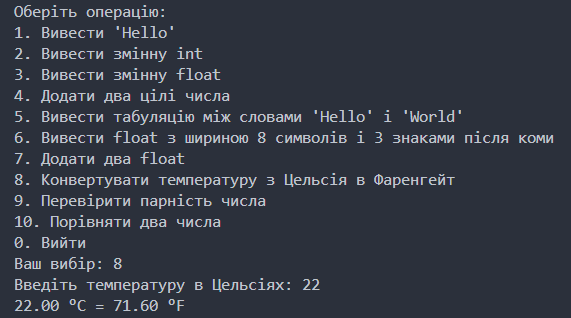 Оберіть операцію:
1. Вивести 'Hello'
2. Вивести змінну int
3. Вивести змінну float
4. Додати два цілі числа
5. Вивести табуляцію між словами 'Hello' і 'World'
6. Вивести float з шириною 8 символів і 3 знаками після коми
7. Додати два float
8. Конвертувати температуру з Цельсія в Фаренгейт
9. Перевірити парність числа
10. Порівняти два числа
0. Вийти
Ваш вибір: 8
Введіть температуру в Цельсіях: 22
22.00 °C = 71.60 °F